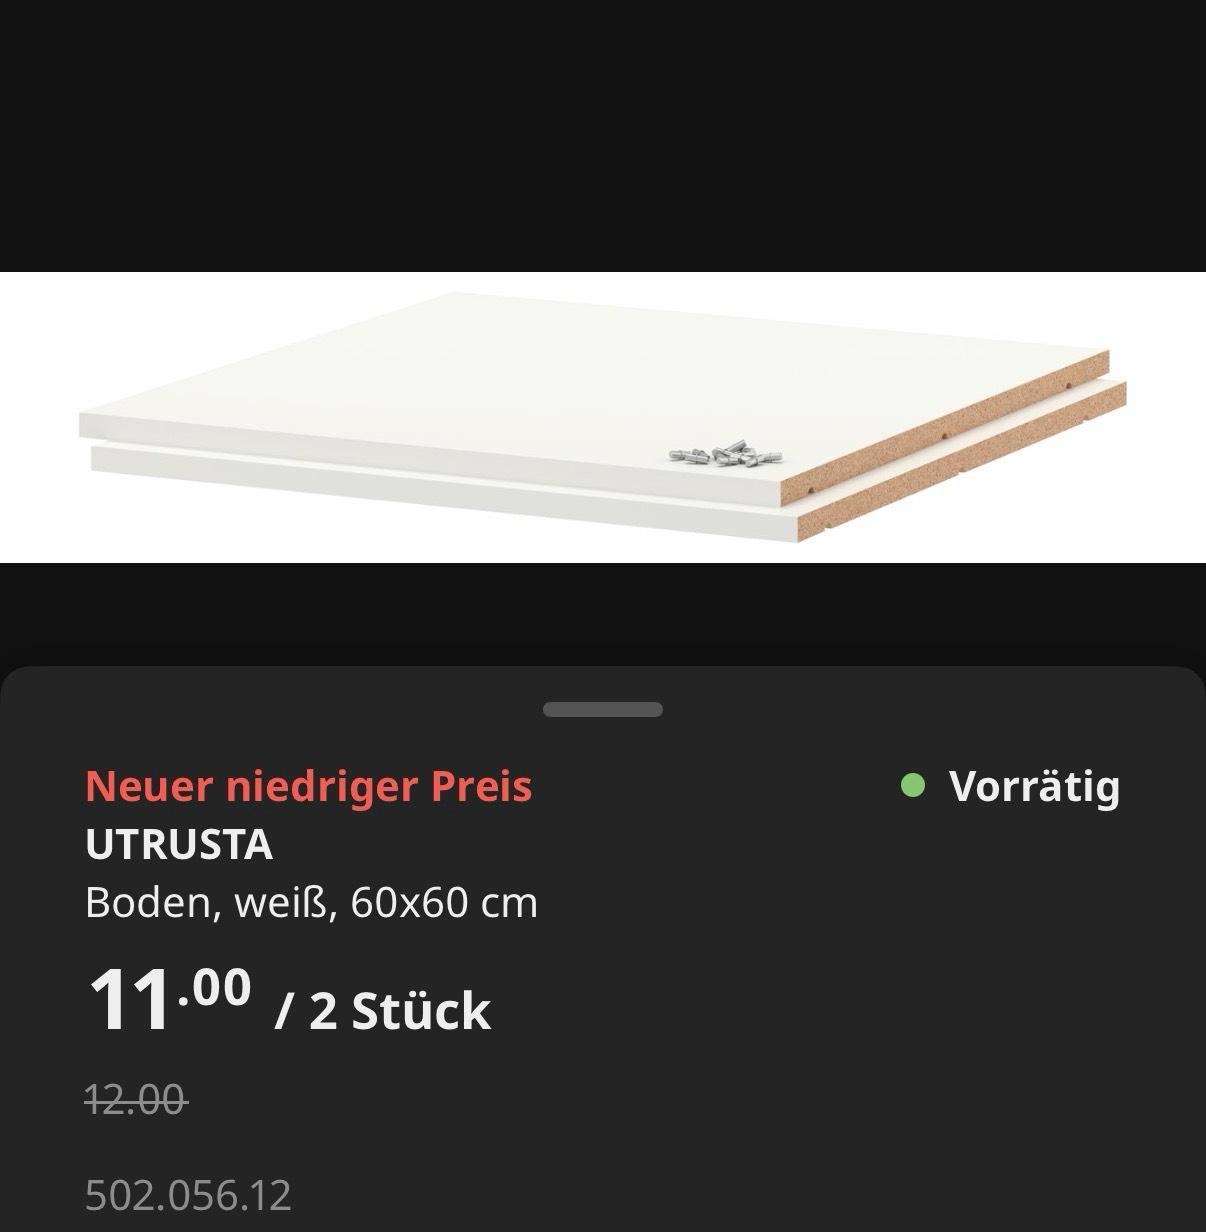 Neuer niedriger Preis
Vorrätig
UTRUSTA
Boden, weiß, 60x60 cm
11.00 / 2 Stück
12.00
502.056.12